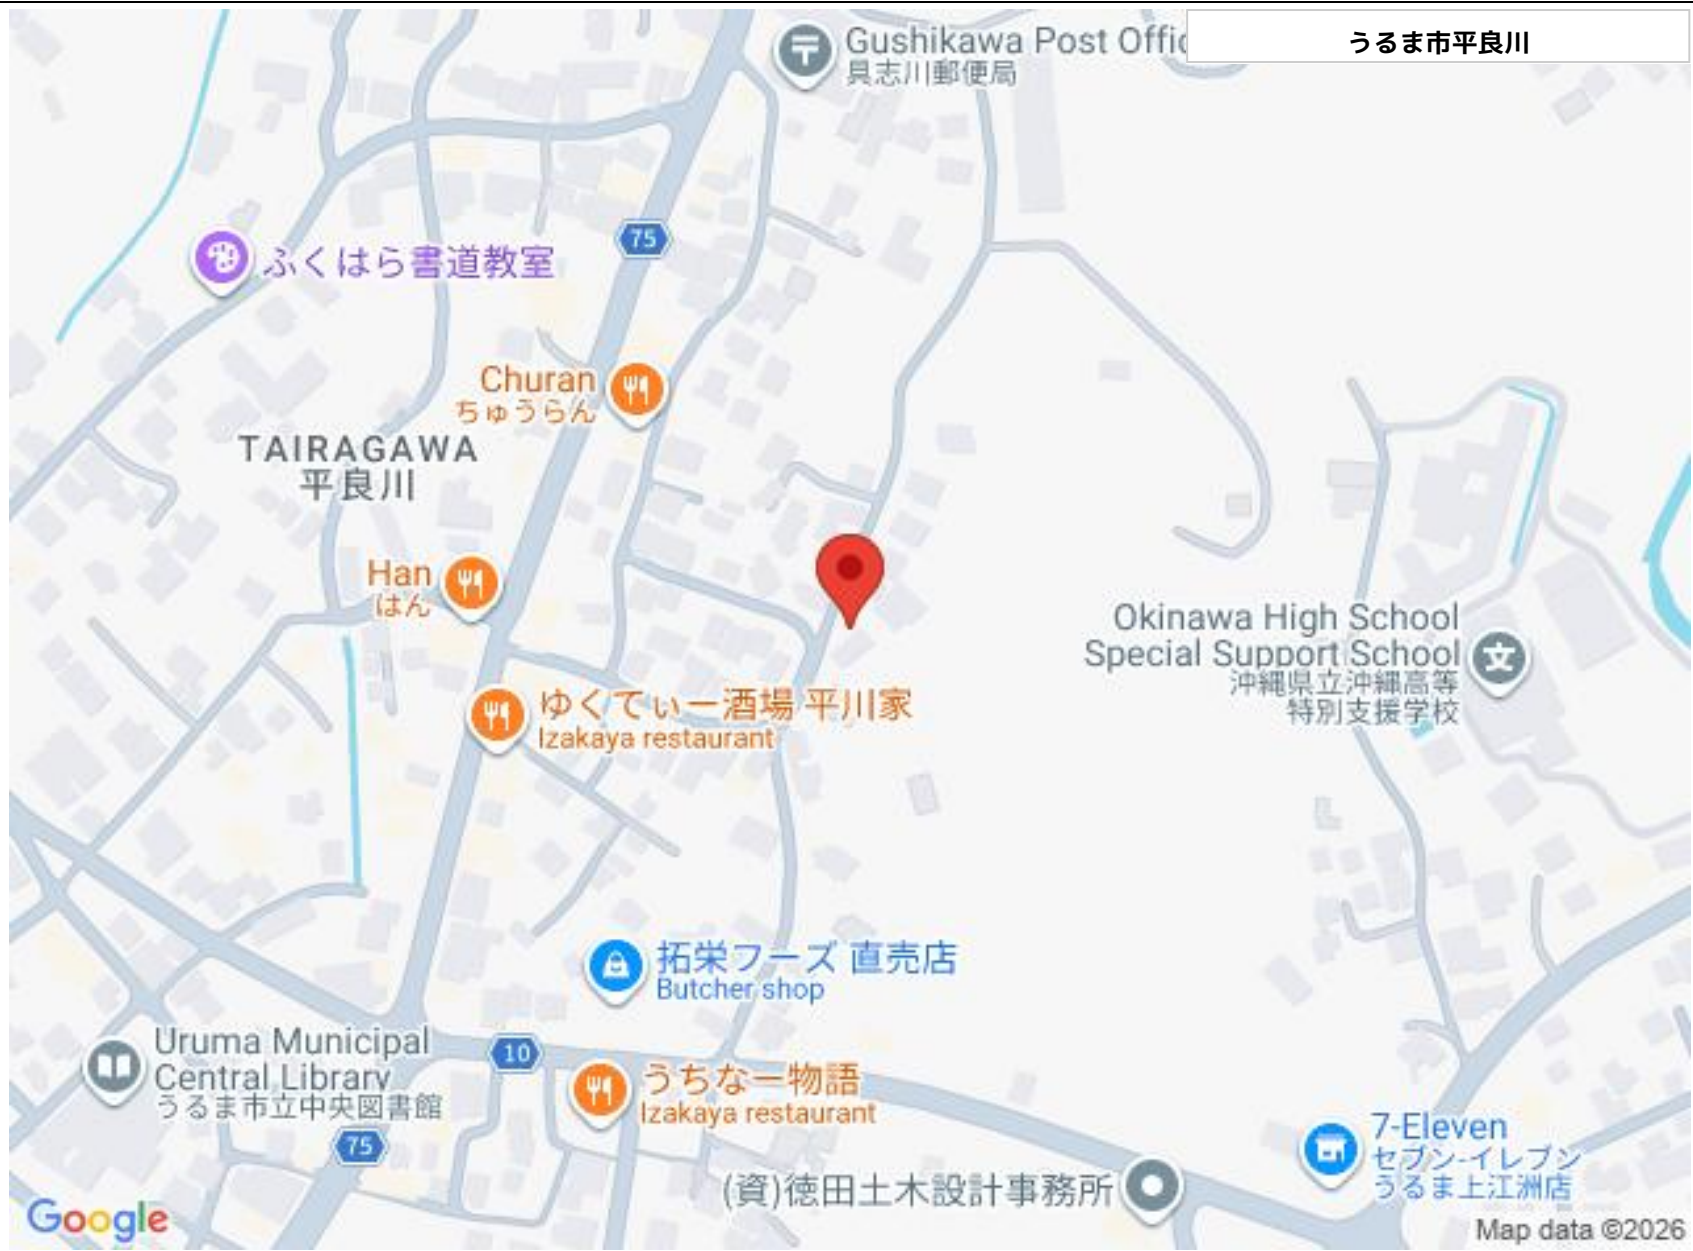 Gushikawa Post Offic
具志川郵便局
うるま市平良川
75
ふくはら書道教室
Churan
ちゅうらん
TAIRAGAWA
平良川
Han
はん
Okinawa High School
Special Support School
沖縄県立沖縄高等
特別支援学校
ゆくてぃー酒場 平川家
Izakaya restaurant
拓栄フーズ 直売店
Butcher shop
Uruma Municipal
Central Library
うるま市立中央図書館
10
うちなー物語
Izakaya restaurant
75
7-Eleven
セブン-イレブン
うるま上江洲店
(資)徳田土木設計事務所
Google
Map data ©2026